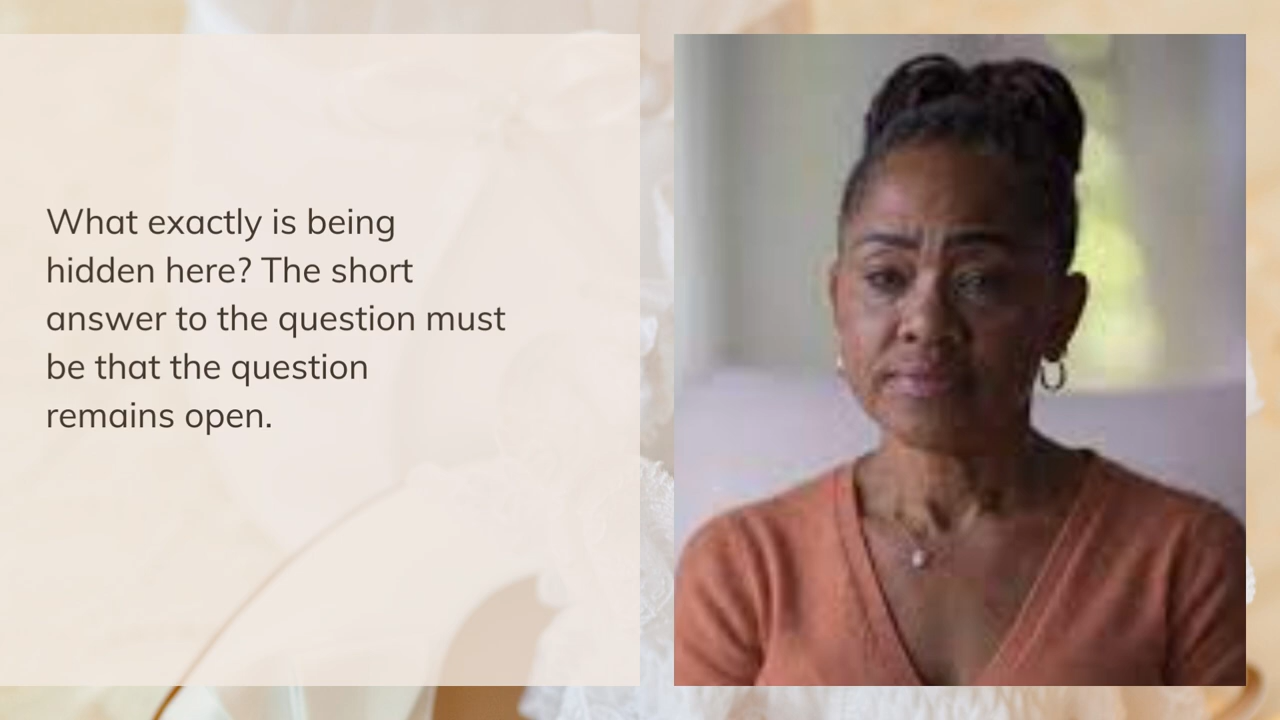 What exactly is being
hidden here? The short
answer to the question must
be that the question
remains open.